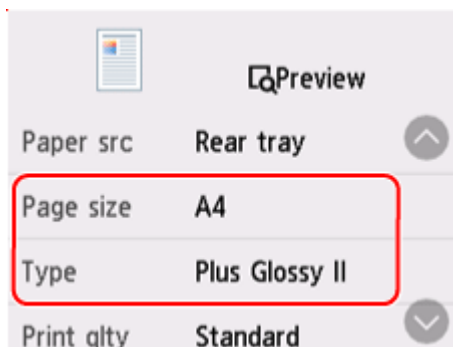 Preview
Paper src Rear tray
Page size A4
Type Plus Glossy II
Print qlty Standard